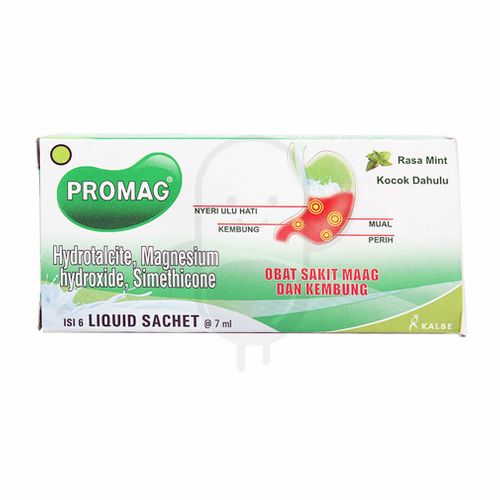 PROMAG®
Hydrotalcite, Magnesium
hydroxide, Simethicone
ISI 6 LIQUID SACHET @ 7 ml
Rasa Mint
Kocok Dahulu
NYERI ULU HATI
KEMBUNG
MUAL
PERIH
OBAT SAKIT MAAG
DAN KEMBUNG
KALBE